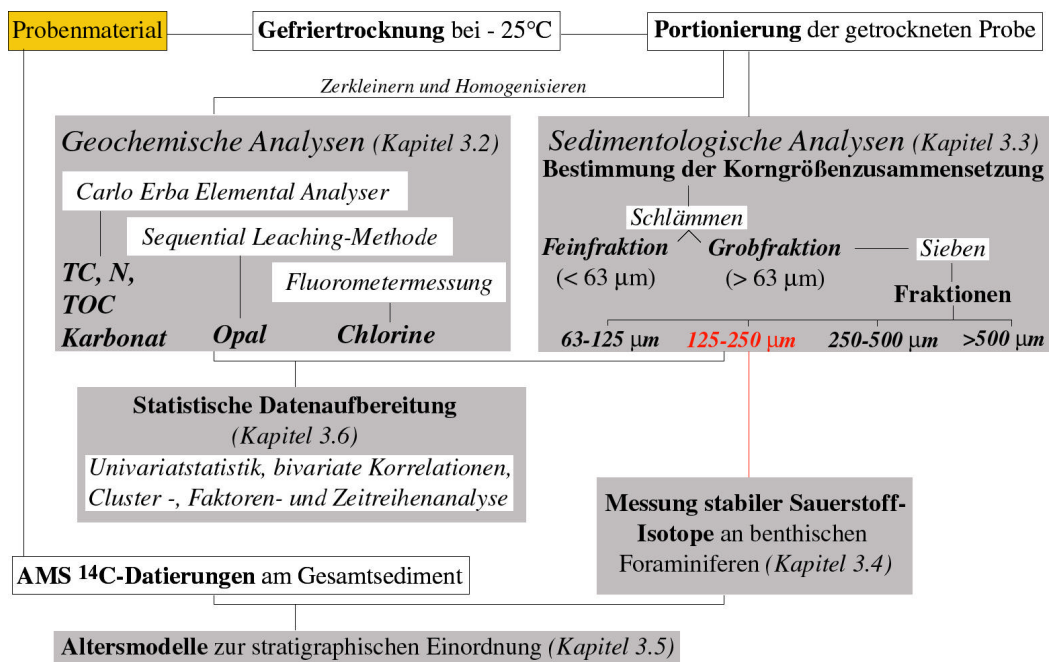 Probenmaterial
Gefriertrocknung bei - 25°C
Portionierung der getrockneten Probe
Zerkleinern und Homogenisieren
Geochemische Analysen (Kapitel 3.2)
Carlo Erba Elemental Analyser
Sequential Leaching-Methode
Fluorometermessung
TC, N,
TOC
Karbonat
Opal
Chlorine
Sedimentologische Analysen (Kapitel 3.3)
Bestimmung der Korngrößenzusammensetzung
Schlämmen
Feinfraktion
(< 63 µm)
Grobfraktion
(> 63 µm)
Sieben
Fraktionen
63-125 µm
125-250 µm
250-500 µm
>500 µm
Statistische Datenaufbereitung
(Kapitel 3.6)
Univariatstatistik, bivariate Korrelationen,
Cluster -, Faktoren- und Zeitreihenanalyse
Messung stabiler Sauerstoff-
Isotope an benthischen
Foraminiferen (Kapitel 3.4)
AMS ¹⁴C-Datierungen am Gesamtsediment
Altersmodelle zur stratigraphischen Einordnung (Kapitel 3.5)